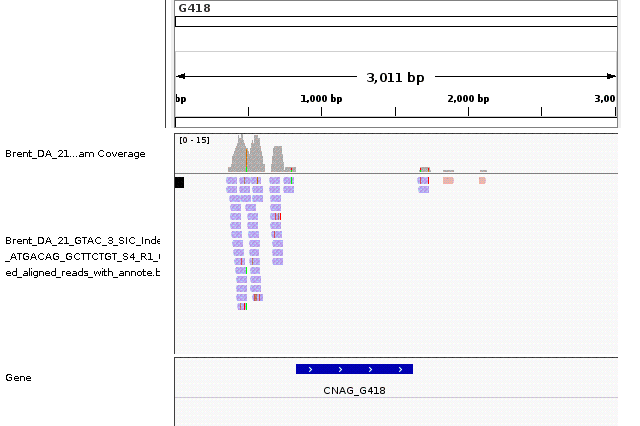 G418
3,011 bp
bp 1,000 bp 2,000 bp 3,00
[0 - 15]
Brent_DA_21...am Coverage
Brent_DA_21_GTAC_3_SIC_Inde
_ATGACAG_GCTTCTGT_S4_R1_
ed_aligned_reads_with_annote.b
Gene
CNAG_G418